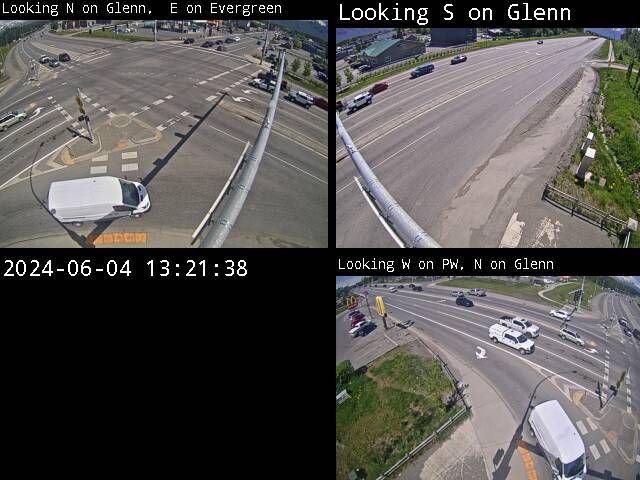 Looking N on Glenn,  E on Evergreen
Looking S on Glenn
2024-06-04 13:21:38
Looking W on PW, N on Glenn